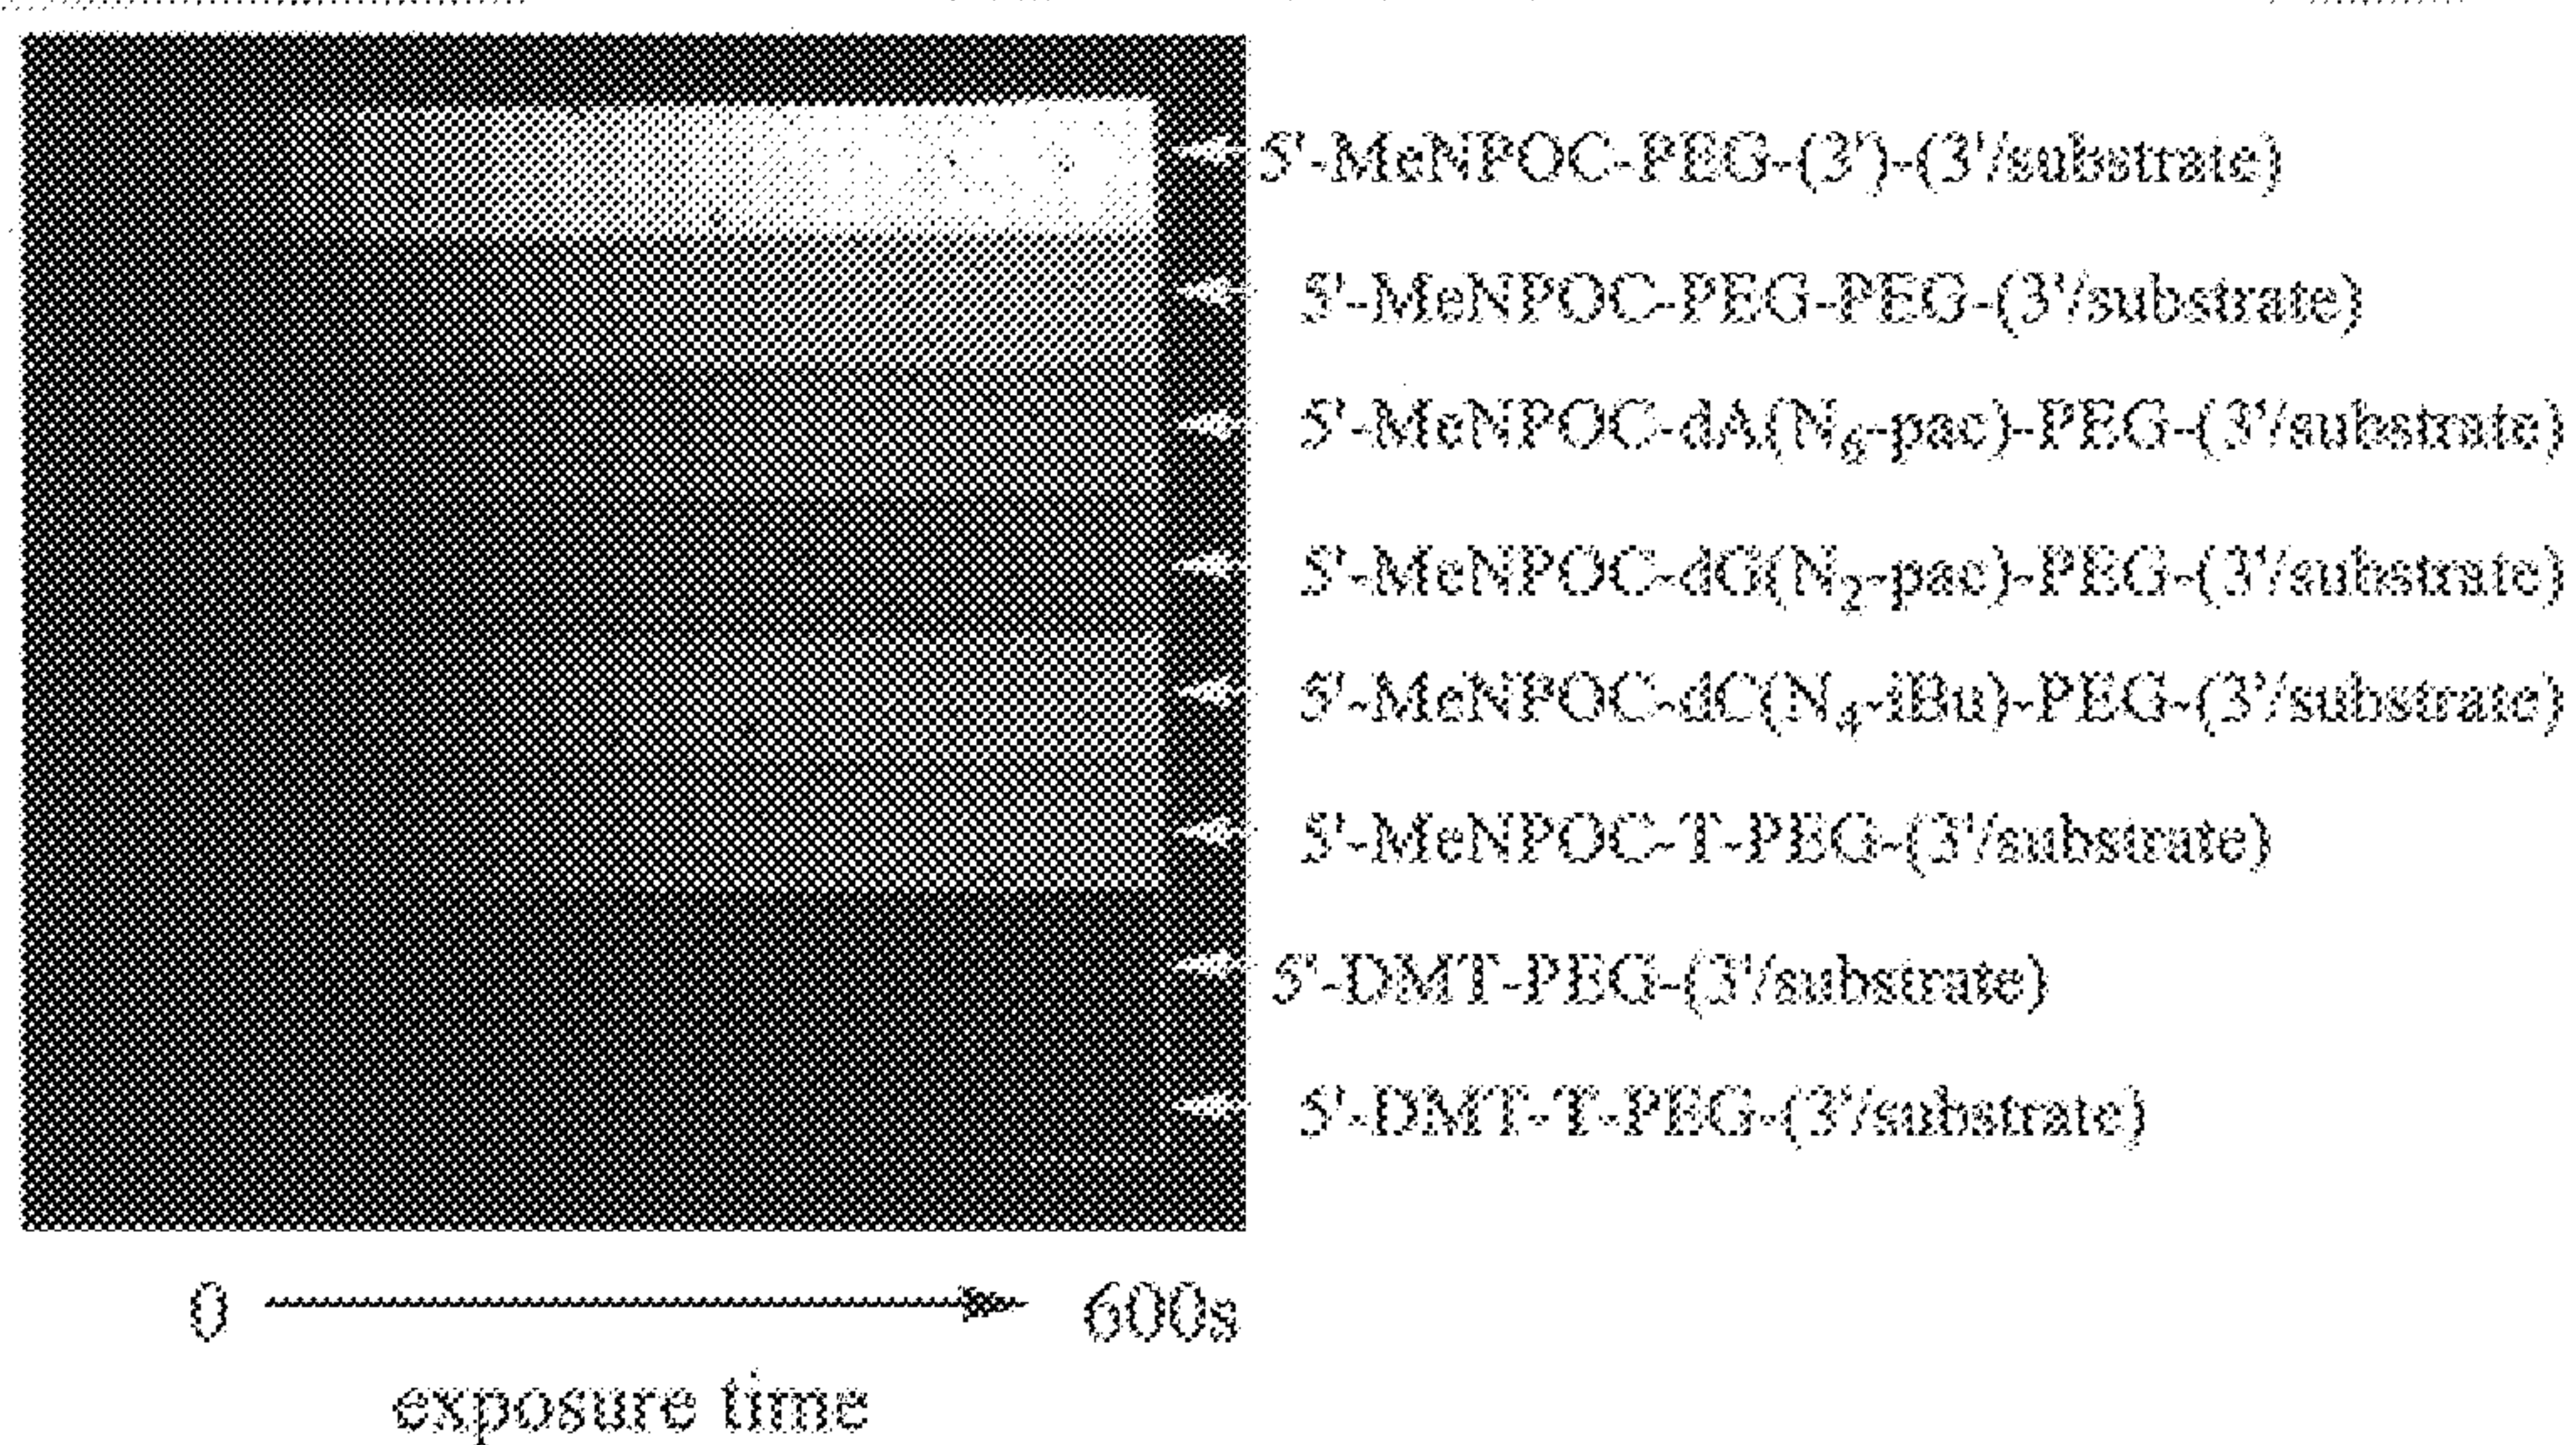 5'-MeNPOC-PEG-(3')-(3'/substrate)
5'-MeNPOC-PEG-PEG-(3'/substrate)
5'-MeNPOC-dA(N₆-pac)-PEG-(3'/substrate)
5'-MeNPOC-dG(N₂-pac)-PEG-(3'/substrate)
5'-MeNPOC-dC(N₄-iBu)-PEG-(3'/substrate)
5'-MeNPOC-T-PEG-(3'/substrate)
5'-DMT-PEG-(3'/substrate)
5'-DMT-T-PEG-(3'/substrate)
0 600s
exposure time